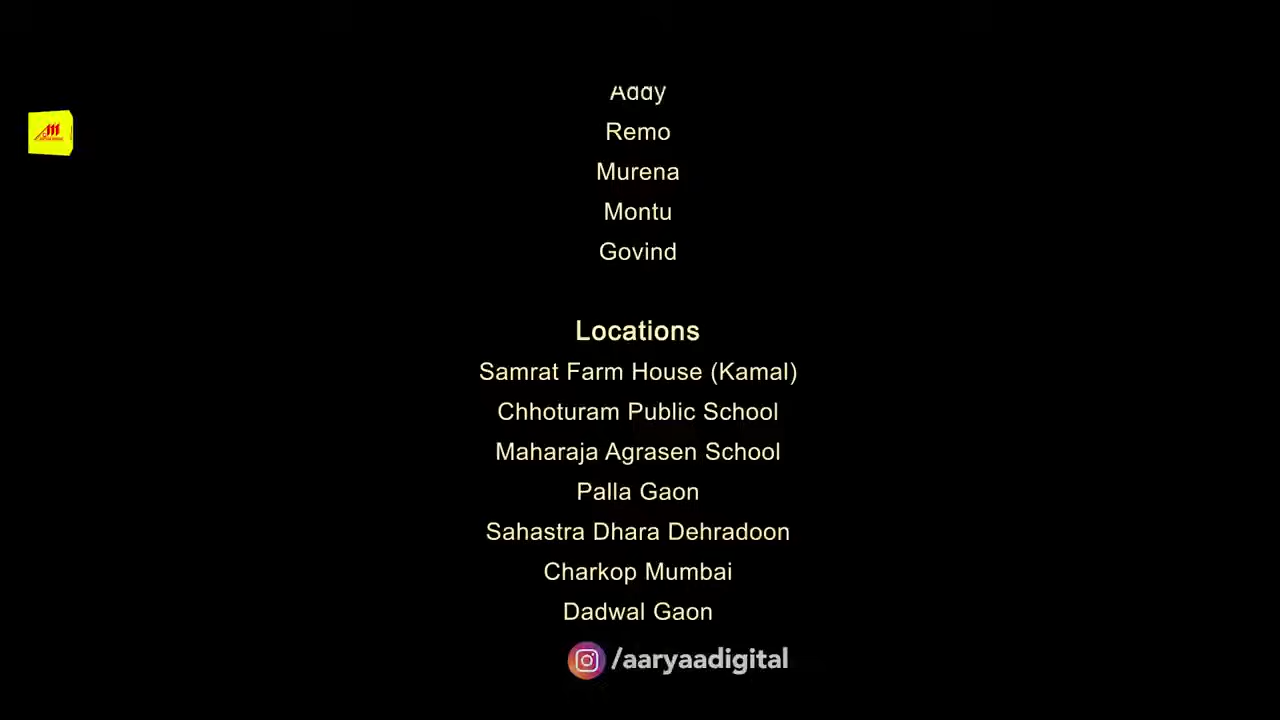 Addy
Remo
Murena
Montu
Govind
Locations
Samrat Farm House (Kamal)
Chhoturam Public School
Maharaja Agrasen School
Palla Gaon
Sahastra Dhara Dehradoon
Charkop Mumbai
Dadwal Gaon
/aaryaadigital